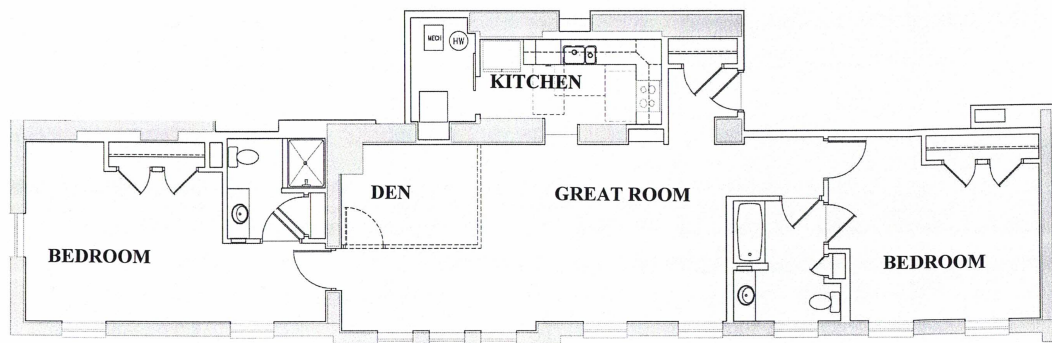 MECH
HW
KITCHEN
DEN
GREAT ROOM
BEDROOM
BEDROOM